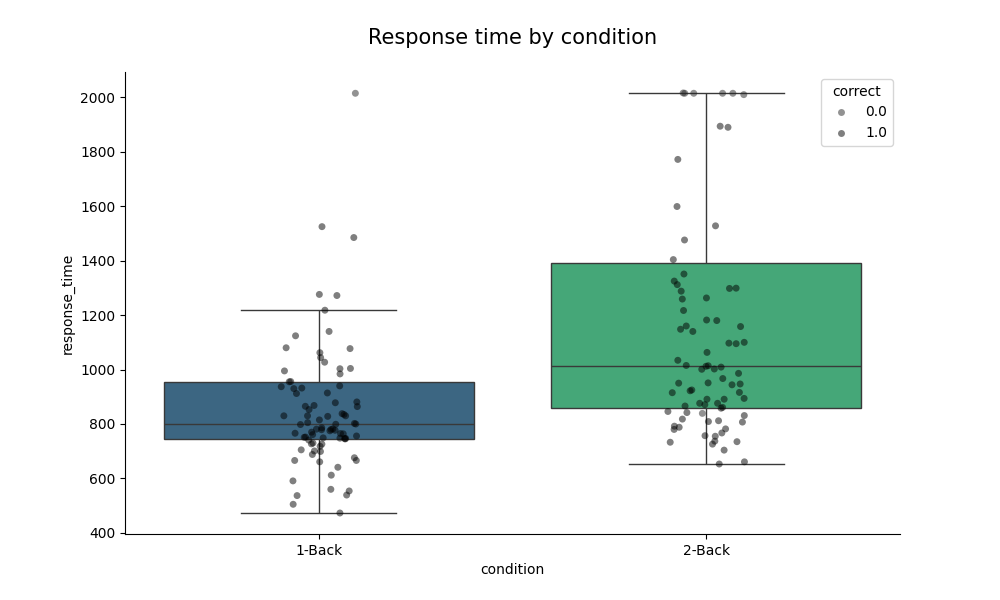 Response time by condition
correct
0.0
1.0
2000
1800
1600
1400
1200
1000
800
600
400
response_time
1-Back
2-Back
condition